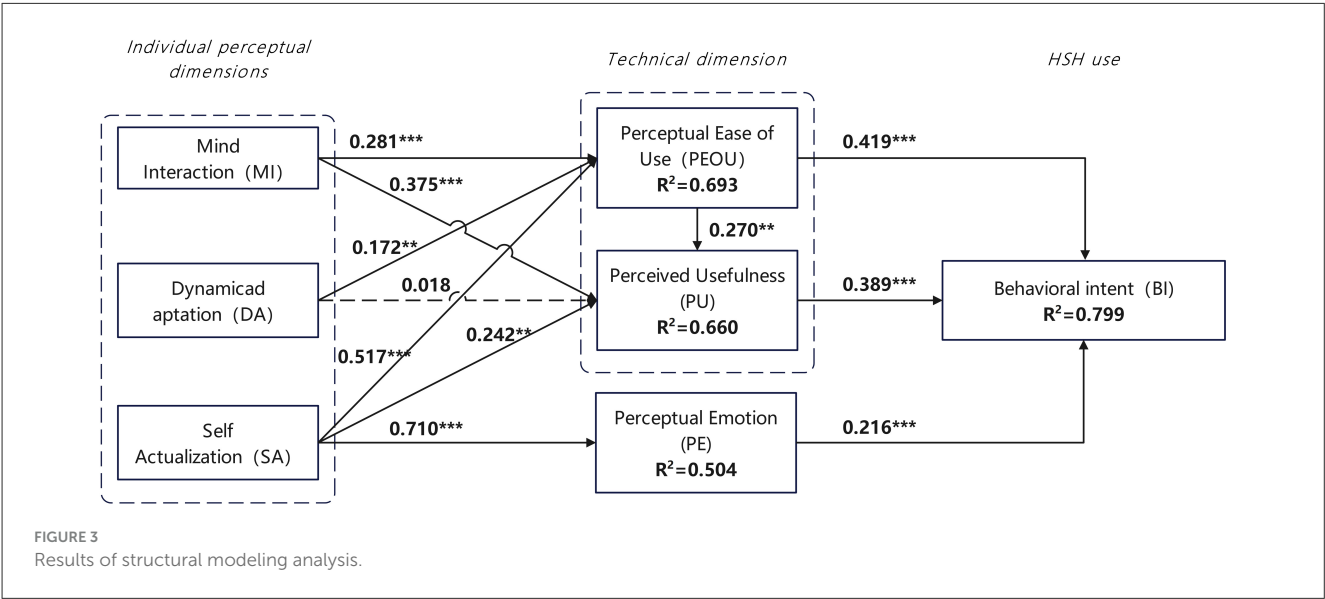 Individual perceptual
dimensions
Technical dimension
HSH use
Mind
Interaction（MI）
0.281***
0.375***
Perceptual Ease of
Use（PEOU）
R²=0.693
0.419***
0.270**
0.172**
Dynamicad
aptation（DA）
0.018
Perceived Usefulness
(PU)
R²=0.660
0.389***
Behavioral intent（BI）
R²=0.799
0.242**
0.517***
Self
Actualization（SA）
0.710***
Perceptual Emotion
(PE)
R²=0.504
0.216***
FIGURE 3
Results of structural modeling analysis.